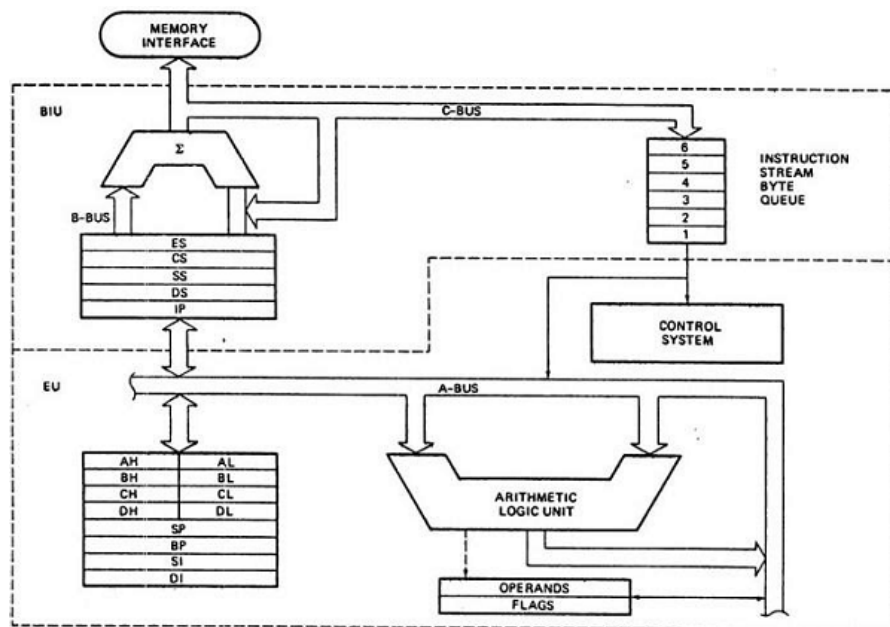 MEMORY
INTERFACE
BIU
C-BUS
Σ
B-BUS
6
5
4
3
2
1
INSTRUCTION
STREAM
BYTE
QUEUE
ES
CS
SS
DS
IP
CONTROL
SYSTEM
EU
A-BUS
AH AL
BH BL
CH CL
DH DL
SP
BP
SI
DI
ARITHMETIC
LOGIC UNIT
OPERANDS
FLAGS